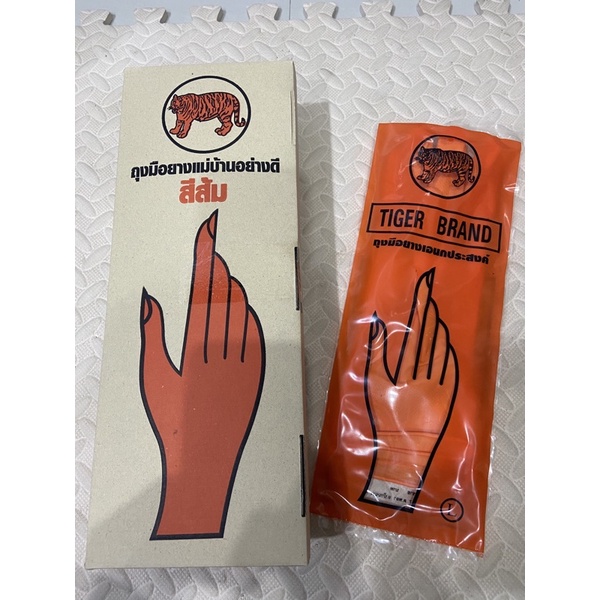 ถุงมือยางแม่บ้านอย่างดี
สีส้ม
TIGER BRAND
ถุงมือยางเอนกประสงค์
L